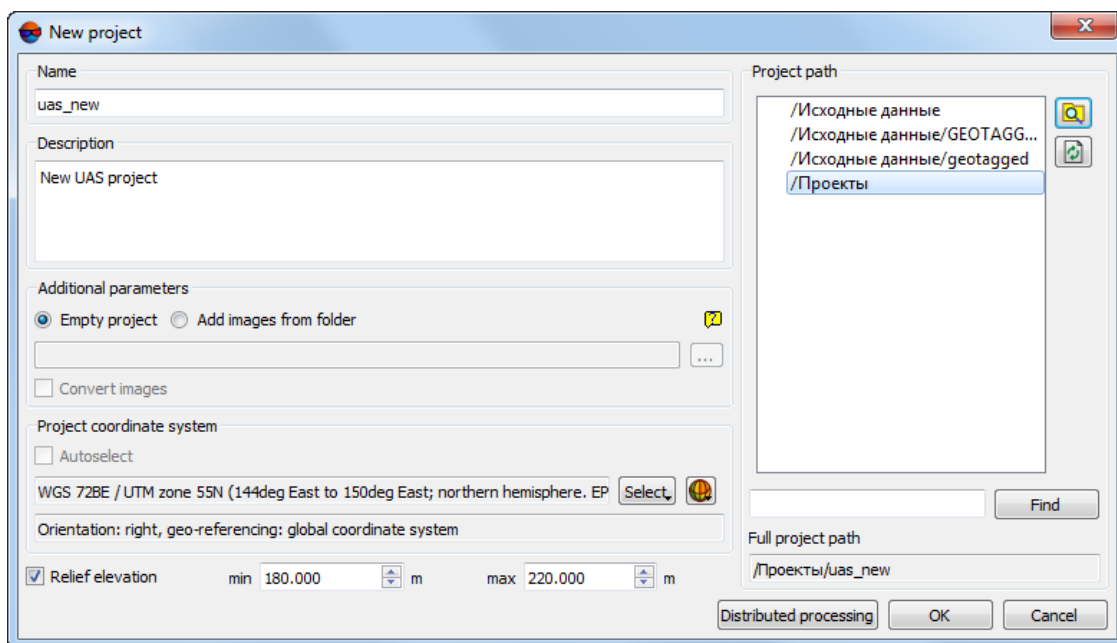 New project
Name
uas_new
Description
New UAS project
Additional parameters
Empty project Add images from folder
...
Convert images
Project coordinate system
Autoselect
WGS 72BE / UTM zone 55N (144deg East to 150deg East; northern hemisphere. EP Select
Orientation: right, geo-referencing: global coordinate system
Relief elevation min 180.000 m max 220.000 m
Project path
/Исходные данные
/Исходные данные/GEOTAGG...
/Исходные данные/geotagged
/Проекты
Find
Full project path
/Проекты/uas_new
Distributed processing OK Cancel